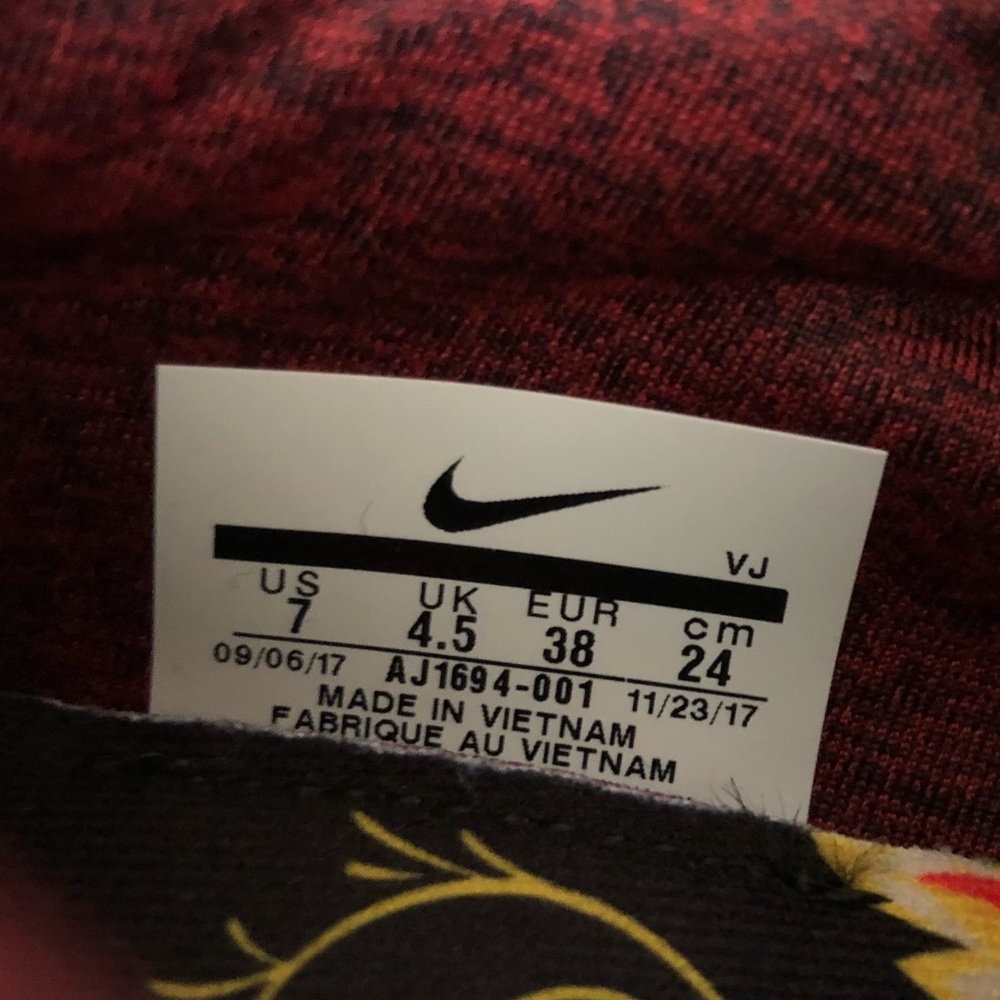 VJ
US UK EUR cm
7 4.5 38 24
09/06/17 AJ1694-001 11/23/17
MADE IN VIETNAM
FABRIQUE AU VIETNAM